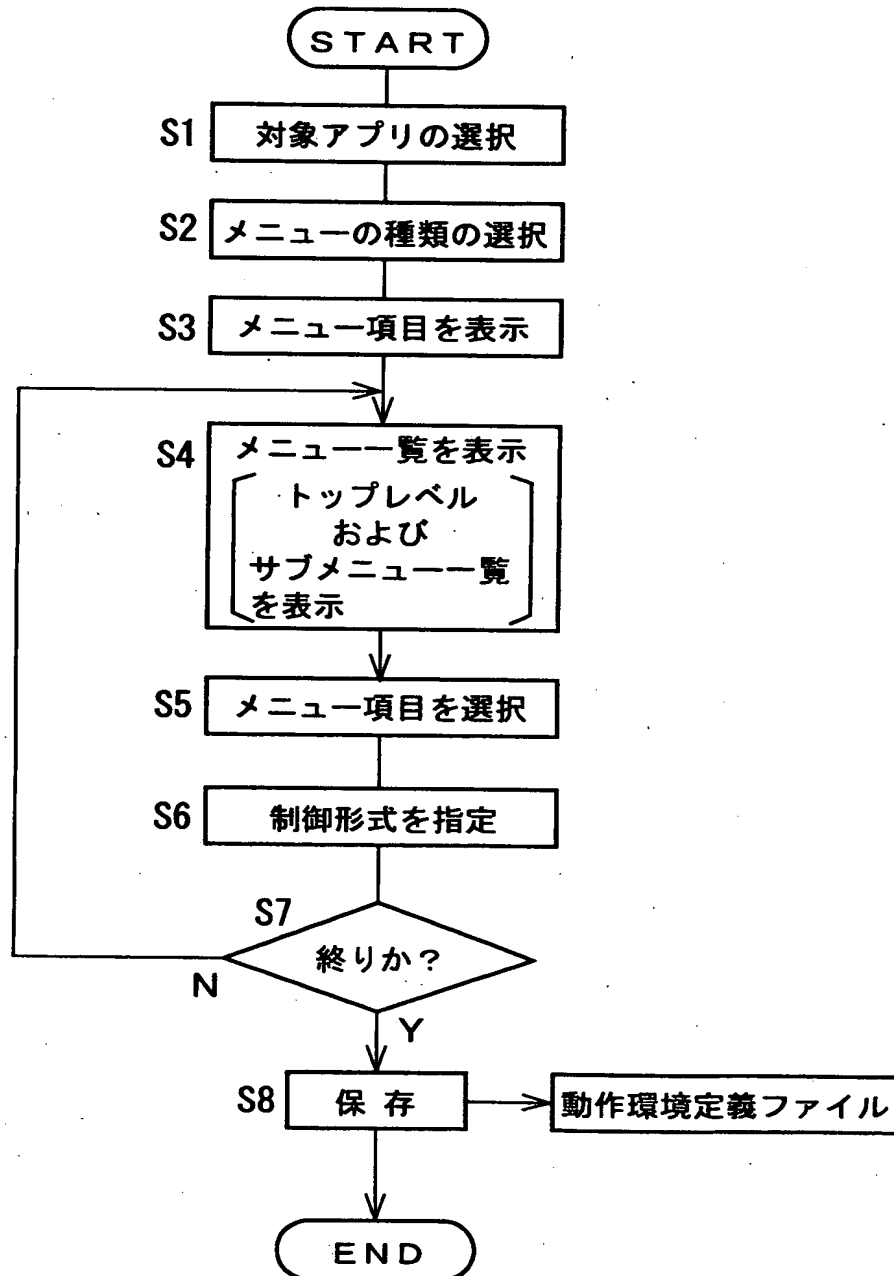 START
S1 対象アプリの選択
S2 メニューの種類の選択
S3 メニュー項目を表示
S4 メニュー一覧を表示
トップレベル
および
サブメニュー一覧
を表示
S5 メニュー項目を選択
S6 制御形式を指定
S7
終りか?
N
Y
S8 保存 動作環境定義ファイル
END